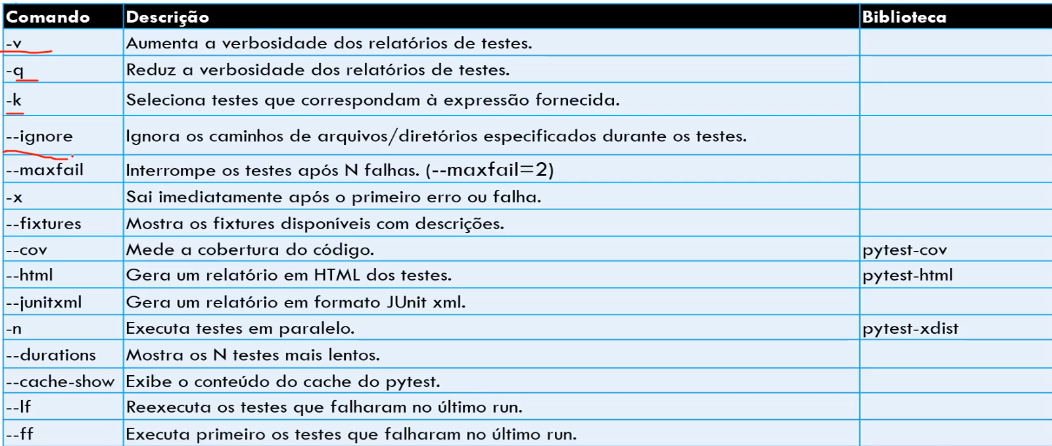 Comando Descrição Biblioteca
-v Aumenta a verbosidade dos relatórios de testes.
-q Reduz a verbosidade dos relatórios de testes.
-k Seleciona testes que correspondam à expressão fornecida.
--ignore Ignora os caminhos de arquivos/diretórios especificados durante os testes.
--maxfail Interrompe os testes após N falhas. (--maxfail=2)
-x Sai imediatamente após o primeiro erro ou falha.
--fixtures Mostra os fixtures disponíveis com descrições.
--cov Mede a cobertura do código. pytest-cov
--html Gera um relatório em HTML dos testes. pytest-html
--junitxml Gera um relatório em formato JUnit xml.
-n Executa testes em paralelo. pytest-xdist
--durations Mostra os N testes mais lentos.
--cache-show Exibe o conteúdo do cache do pytest.
--lf Reexecuta os testes que falharam no último run.
--ff Executa primeiro os testes que falharam no último run.